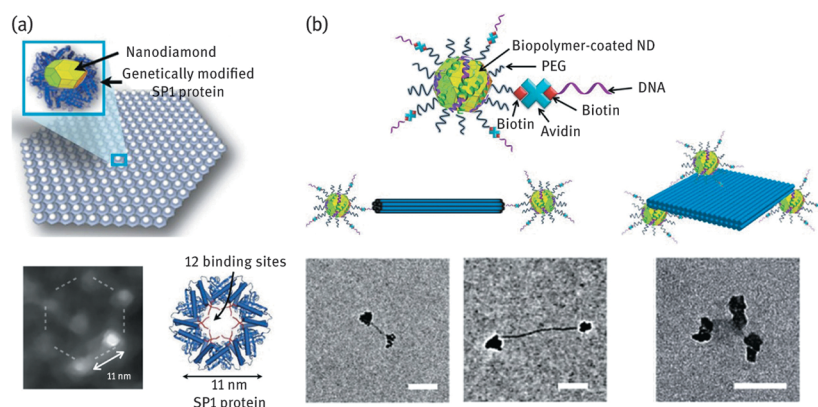 (a)
Nanodiamond
Genetically modified
SP1 protein
11 nm
12 binding sites
11 nm
SP1 protein
(b)
Biopolymer-coated ND
PEG
DNA
Biotin
Avidin
Biotin